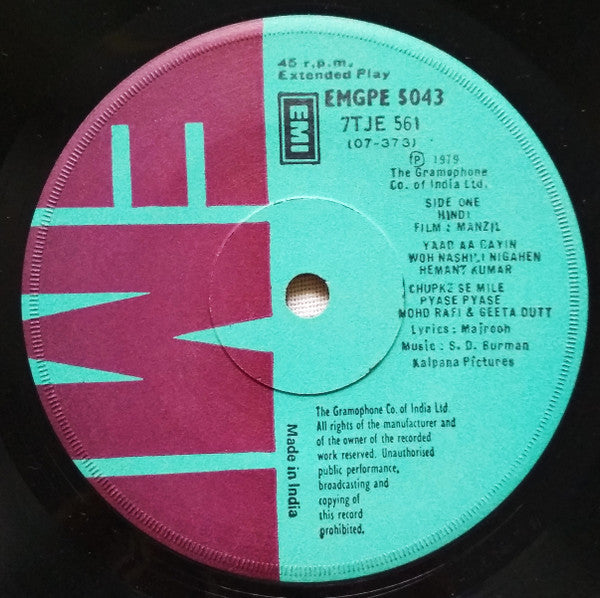 45 r.p.m.
Extended Play
EMI
EMGPE 5043
7TJE 561
(07-373)
℗ 1979
The Gramophone
Co. of India Ltd.
SIDE ONE
HINDI
FILM : MANZIL
YAAD AA GAYIN
WOH NASHILI NIGAHEN
HEMANT KUMAR
CHUPKE SE MILE
PYASE PYASE
MOHD RAFI & GEETA DUTT
Lyrics : Majrooh
Music : S. D. Burman
Kalpana Pictures
The Gramophone Co. of India Ltd.
All rights of the manufacturer and
of the owner of the recorded
work reserved. Unauthorised
public performance,
broadcasting and
copying of
this record
prohibited.
Made in India
EMI